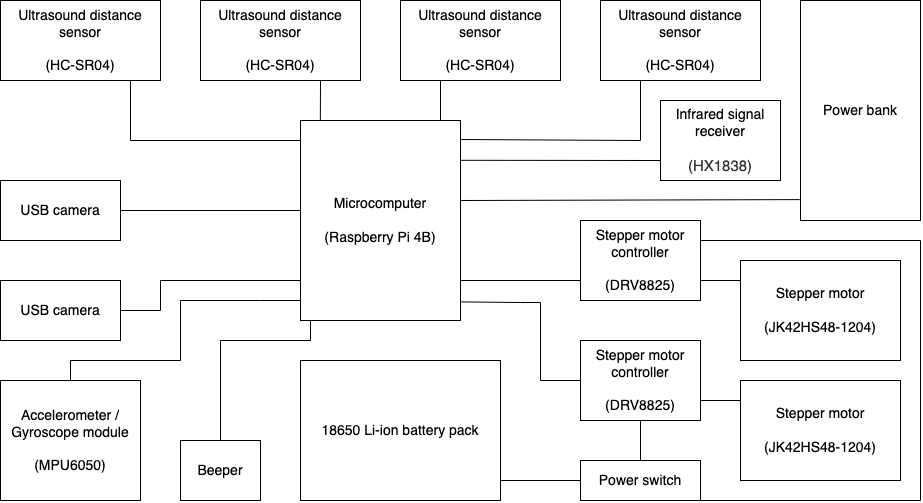 Ultrasound distance
sensor
(HC-SR04)
Ultrasound distance
sensor
(HC-SR04)
Ultrasound distance
sensor
(HC-SR04)
Ultrasound distance
sensor
(HC-SR04)
Infrared signal
receiver
(HX1838)
Power bank
Microcomputer
(Raspberry Pi 4B)
USB camera
USB camera
Stepper motor
controller
(DRV8825)
Stepper motor
(JK42HS48-1204)
Stepper motor
controller
(DRV8825)
Stepper motor
(JK42HS48-1204)
Accelerometer /
Gyroscope module
(MPU6050)
Beeper
18650 Li-ion battery pack
Power switch